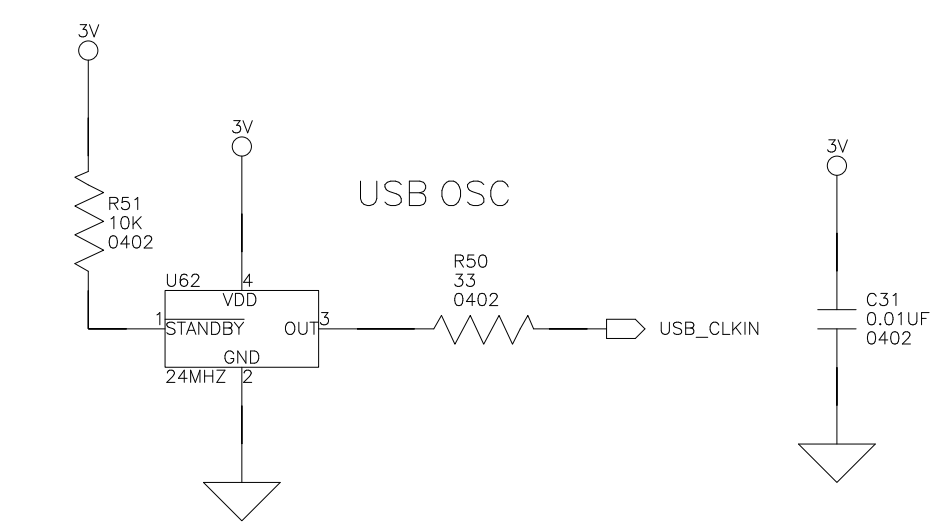 3V
3V
3V
USB OSC
R51
10K
0402
R50
33
0402
U62
4
VDD
1
STANDBY
OUT
3
USB_CLKIN
GND
24MHZ
2
C31
0.01UF
0402